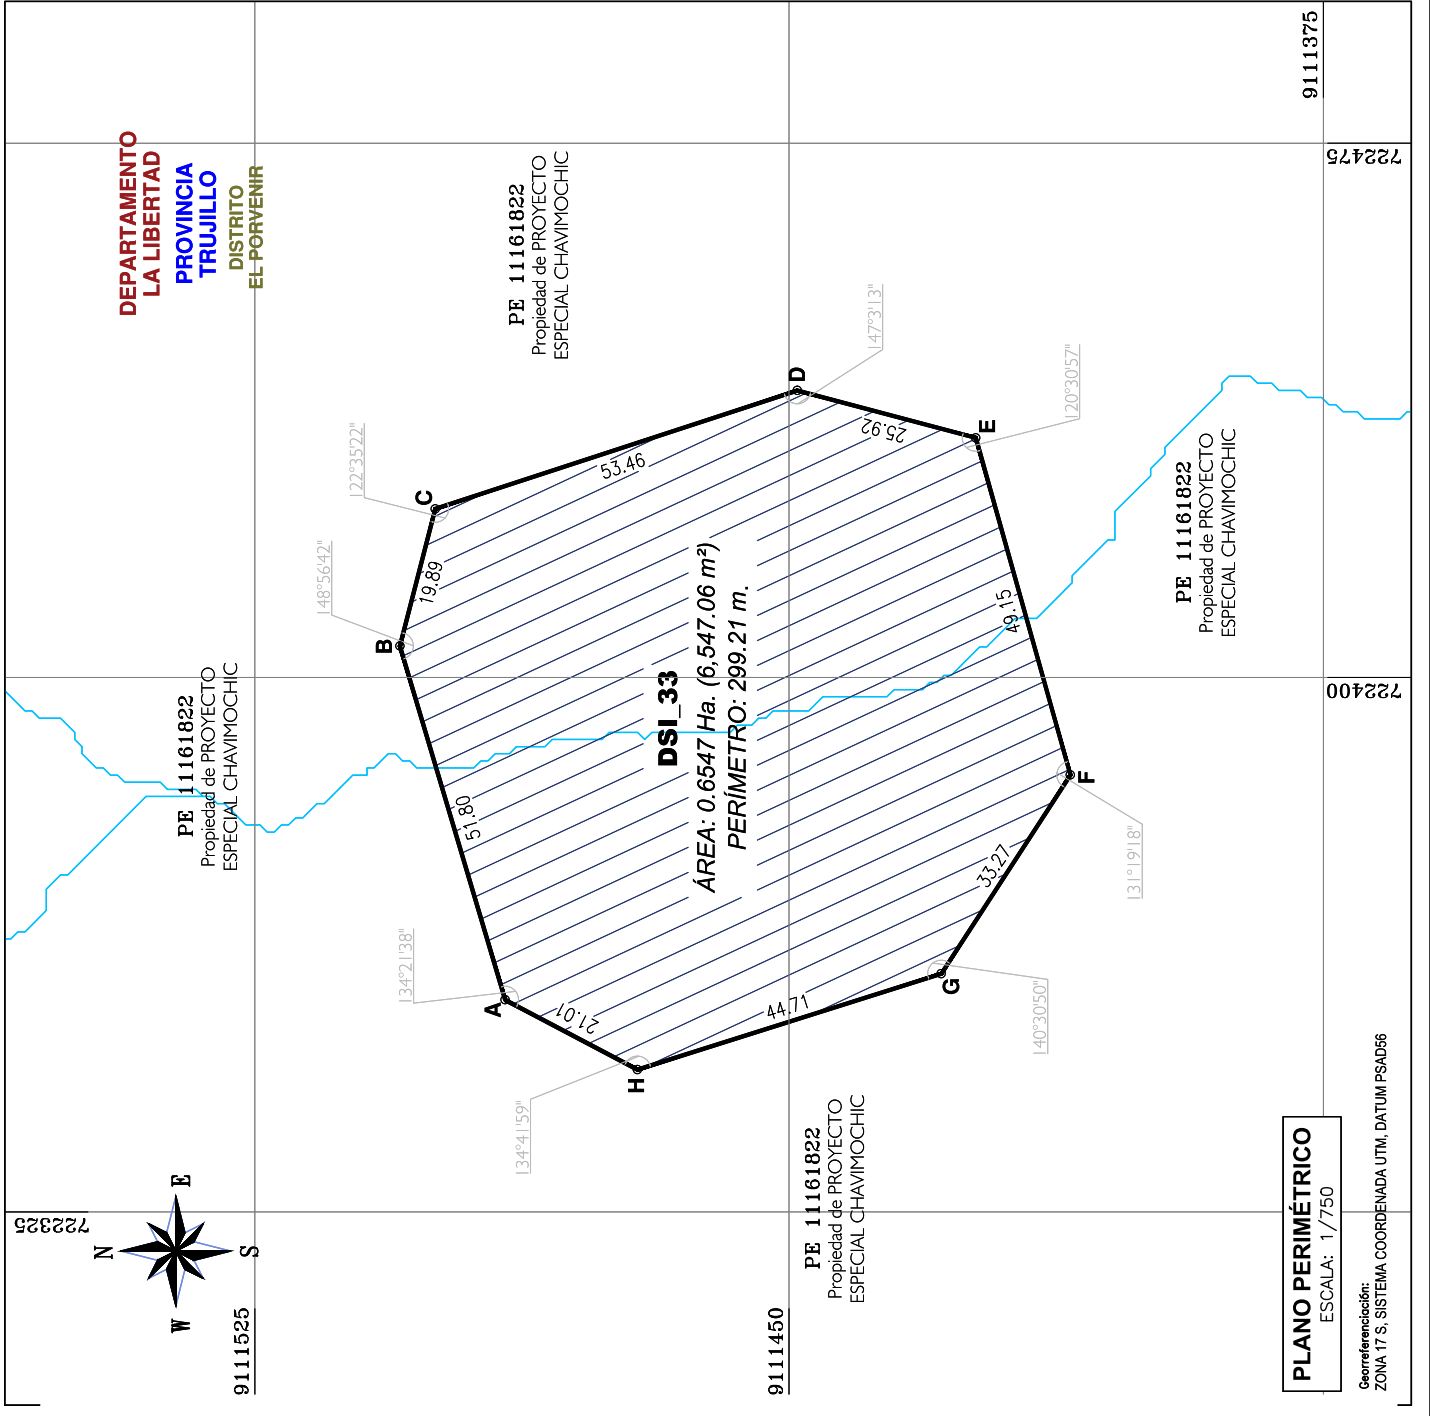 DEPARTAMENTO
LA LIBERTAD
PROVINCIA
TRUJILLO
DISTRITO
EL PORVENIR
N
W
E
S
722325
722400
722475
9111525
9111450
9111375
PE 11161822
Propiedad de PROYECTO
ESPECIAL CHAVIMOCHIC
PE 11161822
Propiedad de PROYECTO
ESPECIAL CHAVIMOCHIC
PE 11161822
Propiedad de PROYECTO
ESPECIAL CHAVIMOCHIC
PE 11161822
Propiedad de PROYECTO
ESPECIAL CHAVIMOCHIC
A
B
C
D
E
F
G
H
134°21'38"
148°56'42"
122°35'22"
147°3'13"
120°30'57"
131°19'18"
140°30'50"
134°41'59"
51.80
19.89
53.46
25.92
49.15
33.27
44.71
21.01
DSI_33
ÁREA: 0.6547 Ha. (6,547.06 m²)
PERÍMETRO: 299.21 m.
PLANO PERIMÉTRICO
ESCALA: 1/750
Georreferenciación:
ZONA 17 S, SISTEMA COORDENADA UTM, DATUM PSAD56